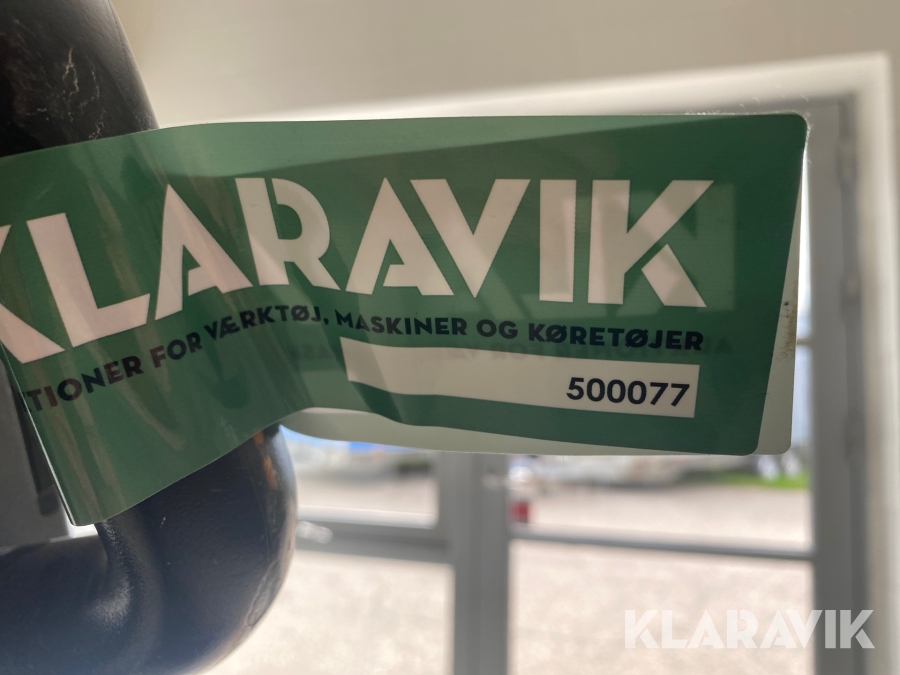 KLARAVIK
TIONER FOR VÆRKTØJ, MASKINER OG KØRETØJER
500077
KLARAVIK